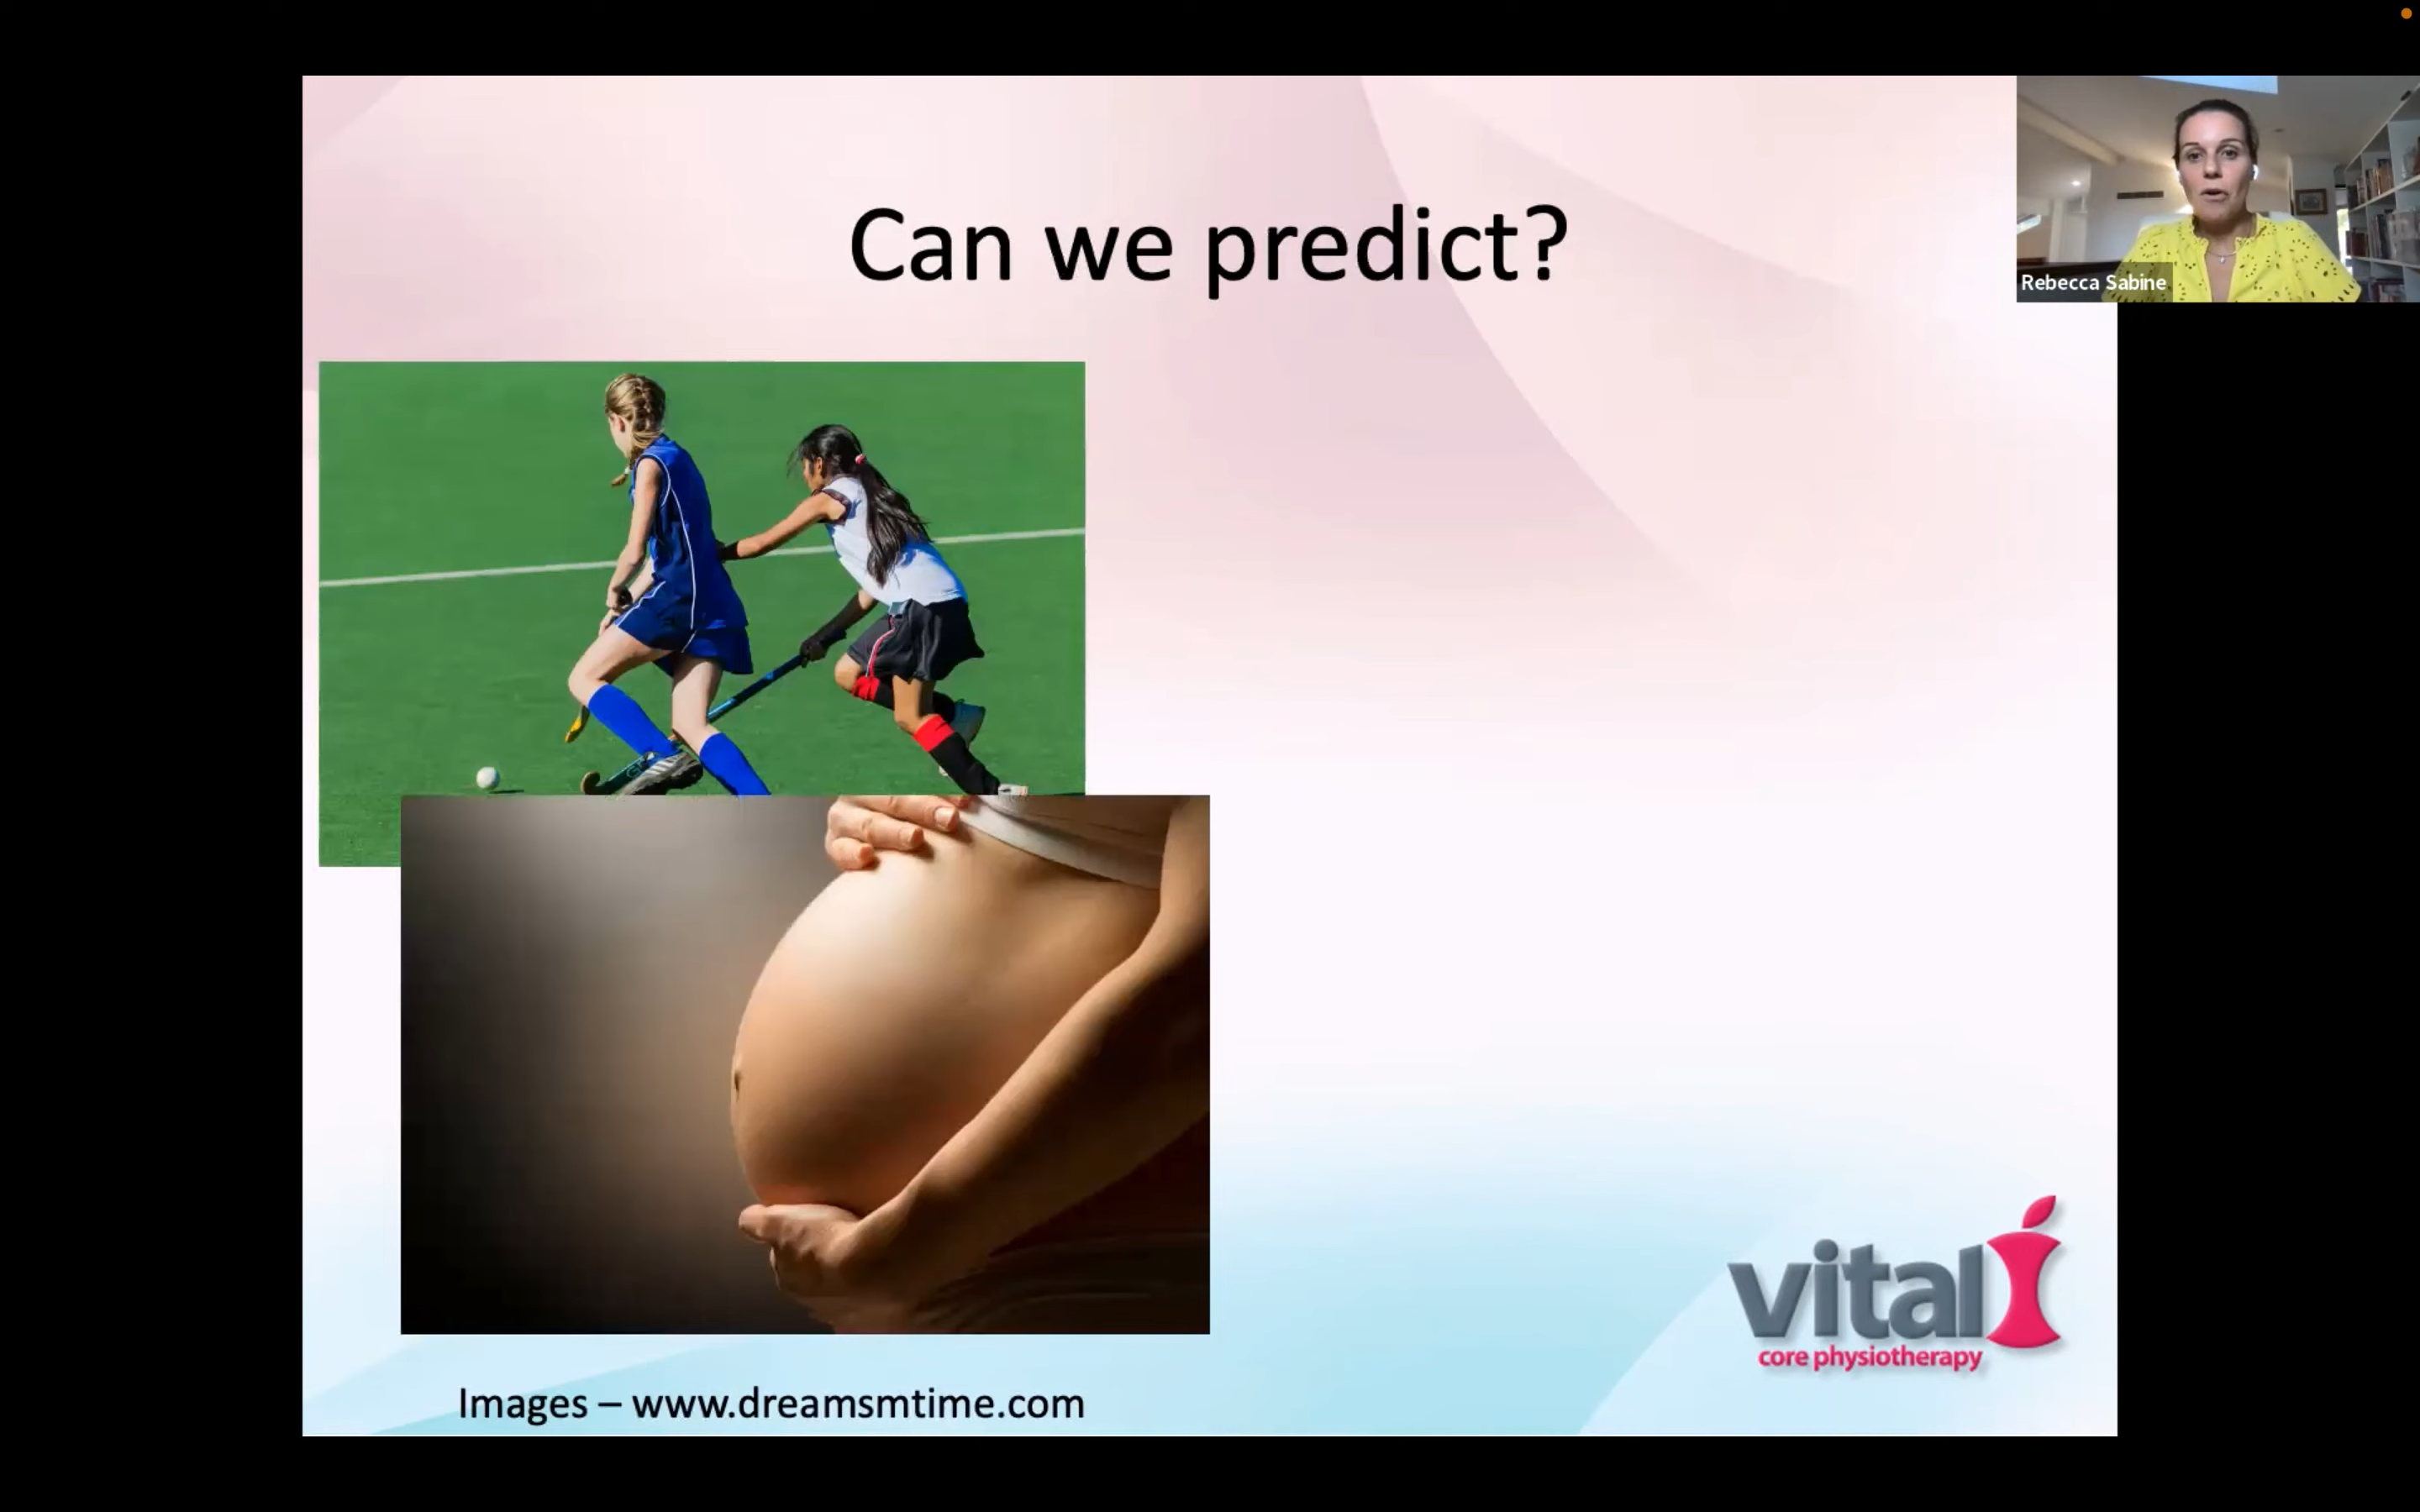 Can we predict?
Rebecca Sabine
vital
core physiotherapy
Images – www.dreamsmtime.com